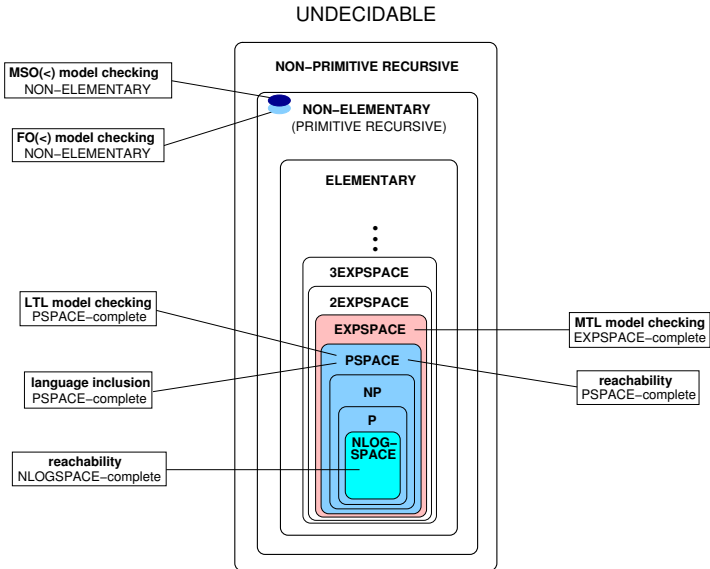 UNDECIDABLE
NON−PRIMITIVE RECURSIVE
MSO(<) model checking
NON−ELEMENTARY
NON−ELEMENTARY
(PRIMITIVE RECURSIVE)
FO(<) model checking
NON−ELEMENTARY
ELEMENTARY
3EXPSPACE
2EXPSPACE
LTL model checking
PSPACE−complete
EXPSPACE
MTL model checking
EXPSPACE−complete
PSPACE
language inclusion
PSPACE−complete
reachability
PSPACE−complete
NP
P
NLOG−
SPACE
reachability
NLOGSPACE−complete